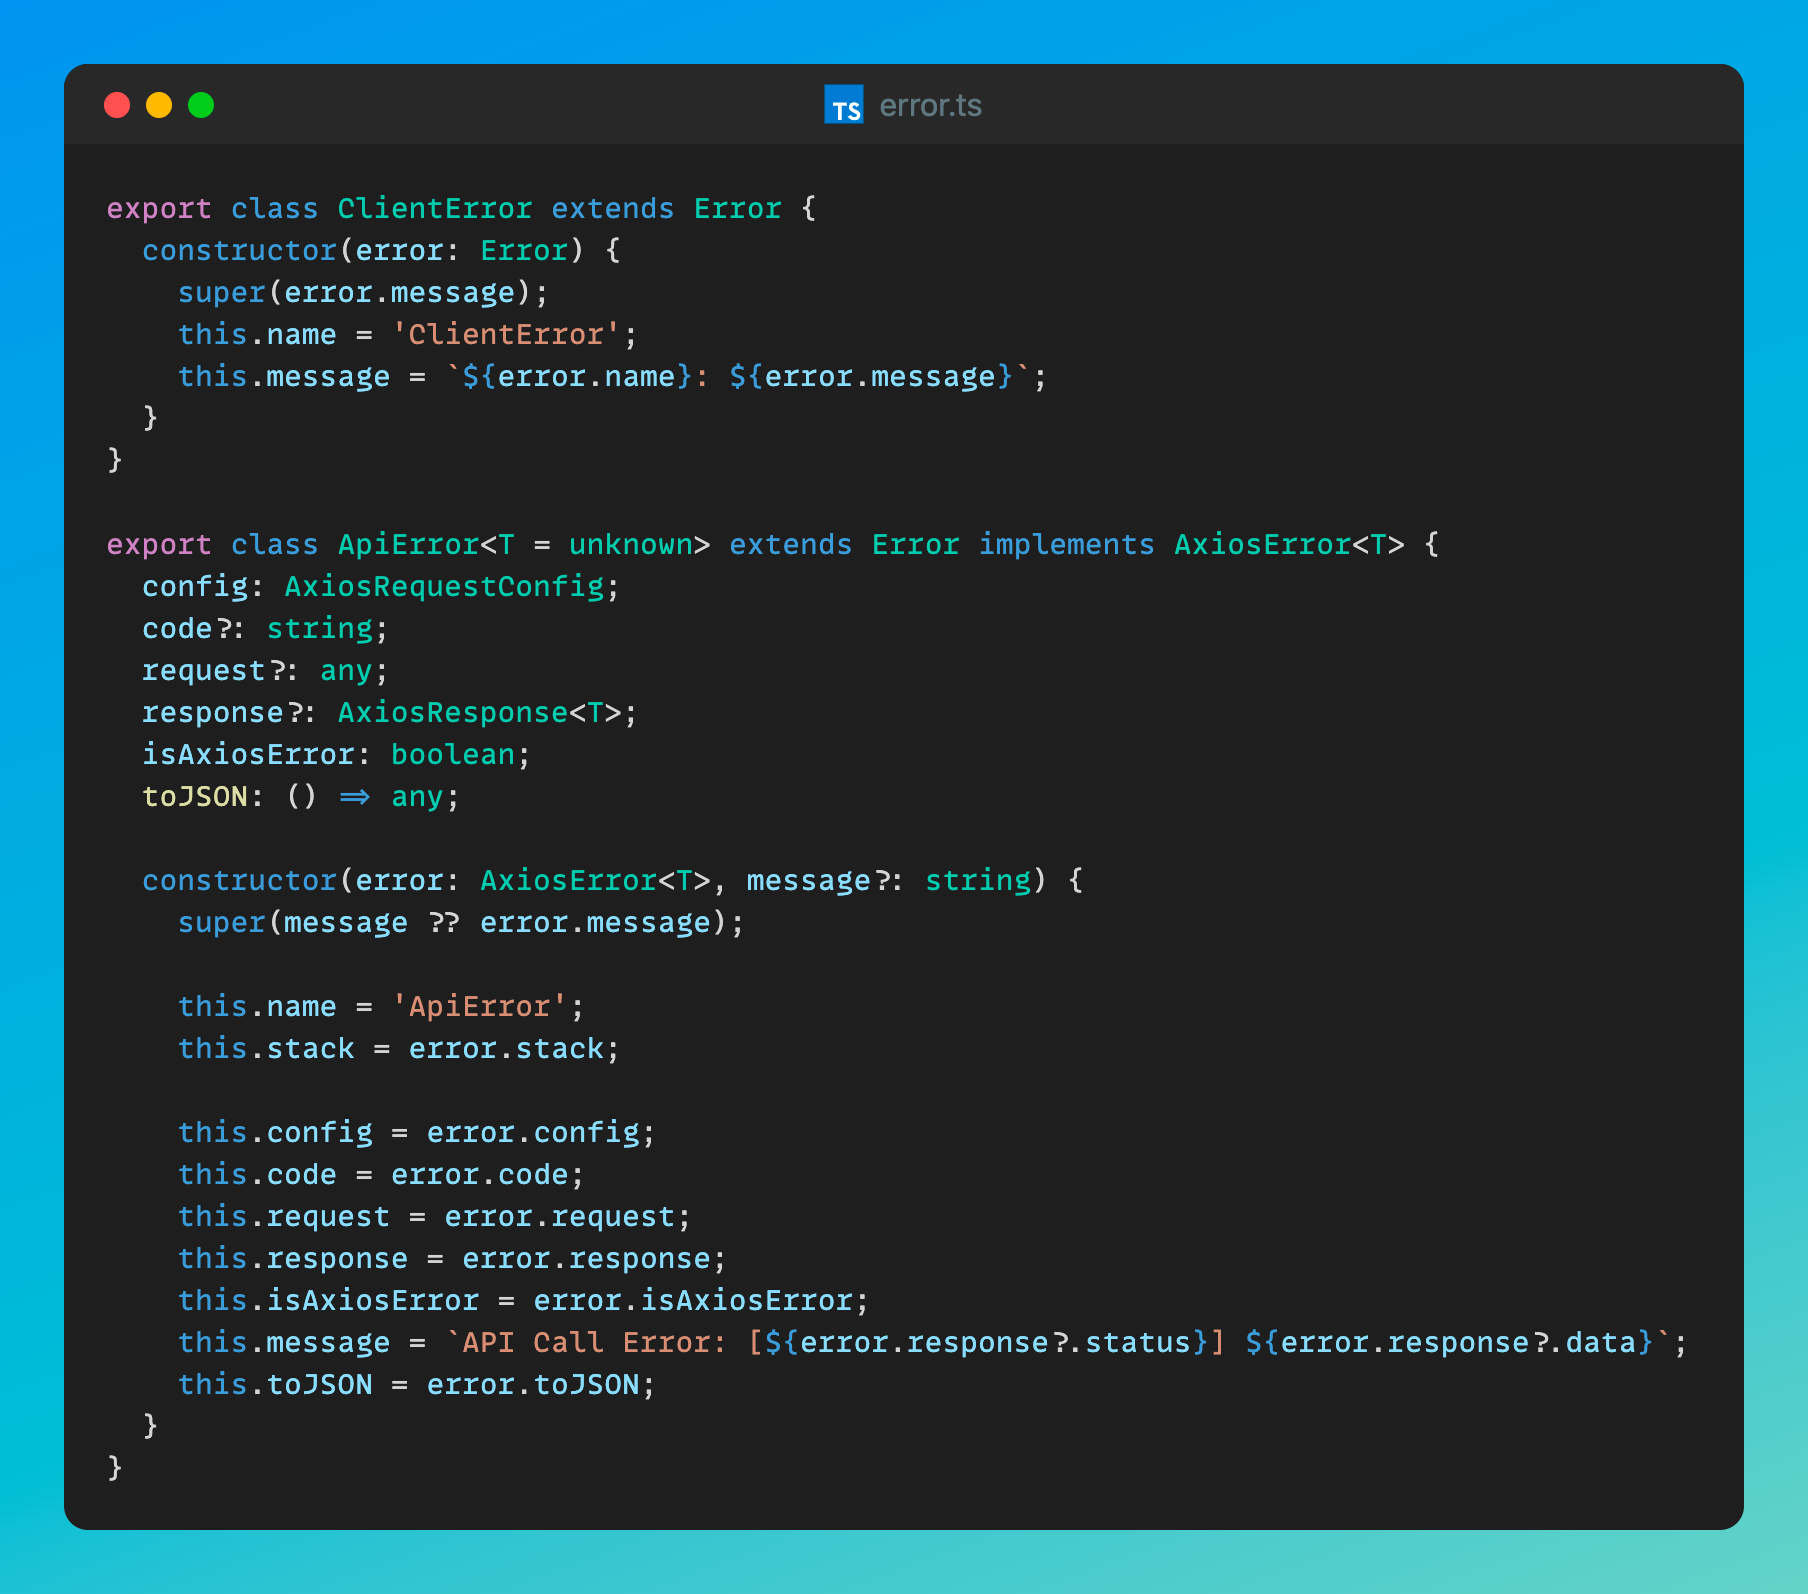 TS error.ts
export class ClientError extends Error {
  constructor(error: Error) {
    super(error.message);
    this.name = 'ClientError';
    this.message = `${error.name}: ${error.message}`;
  }
}
export class ApiError<T = unknown> extends Error implements AxiosError<T> {
  config: AxiosRequestConfig;
  code?: string;
  request?: any;
  response?: AxiosResponse<T>;
  isAxiosError: boolean;
  toJSON: () => any;
  constructor(error: AxiosError<T>, message?: string) {
    super(message ?? error.message);
    this.name = 'ApiError';
    this.stack = error.stack;
    this.config = error.config;
    this.code = error.code;
    this.request = error.request;
    this.response = error.response;
    this.isAxiosError = error.isAxiosError;
    this.message = `API Call Error: [${error.response?.status}] ${error.response?.data}`;
    this.toJSON = error.toJSON;
  }
}